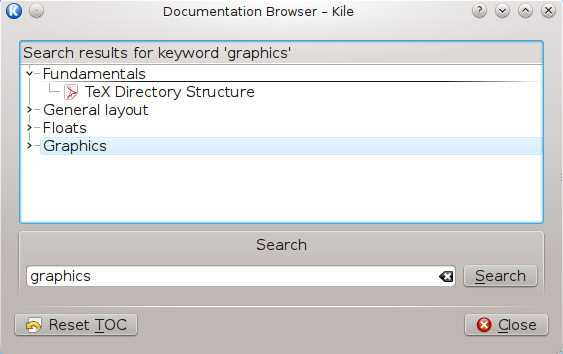 Documentation Browser – Kile
Search results for keyword 'graphics'
Fundamentals
TeX Directory Structure
General layout
Floats
Graphics
Search
graphics
Search
Reset TOC
Close